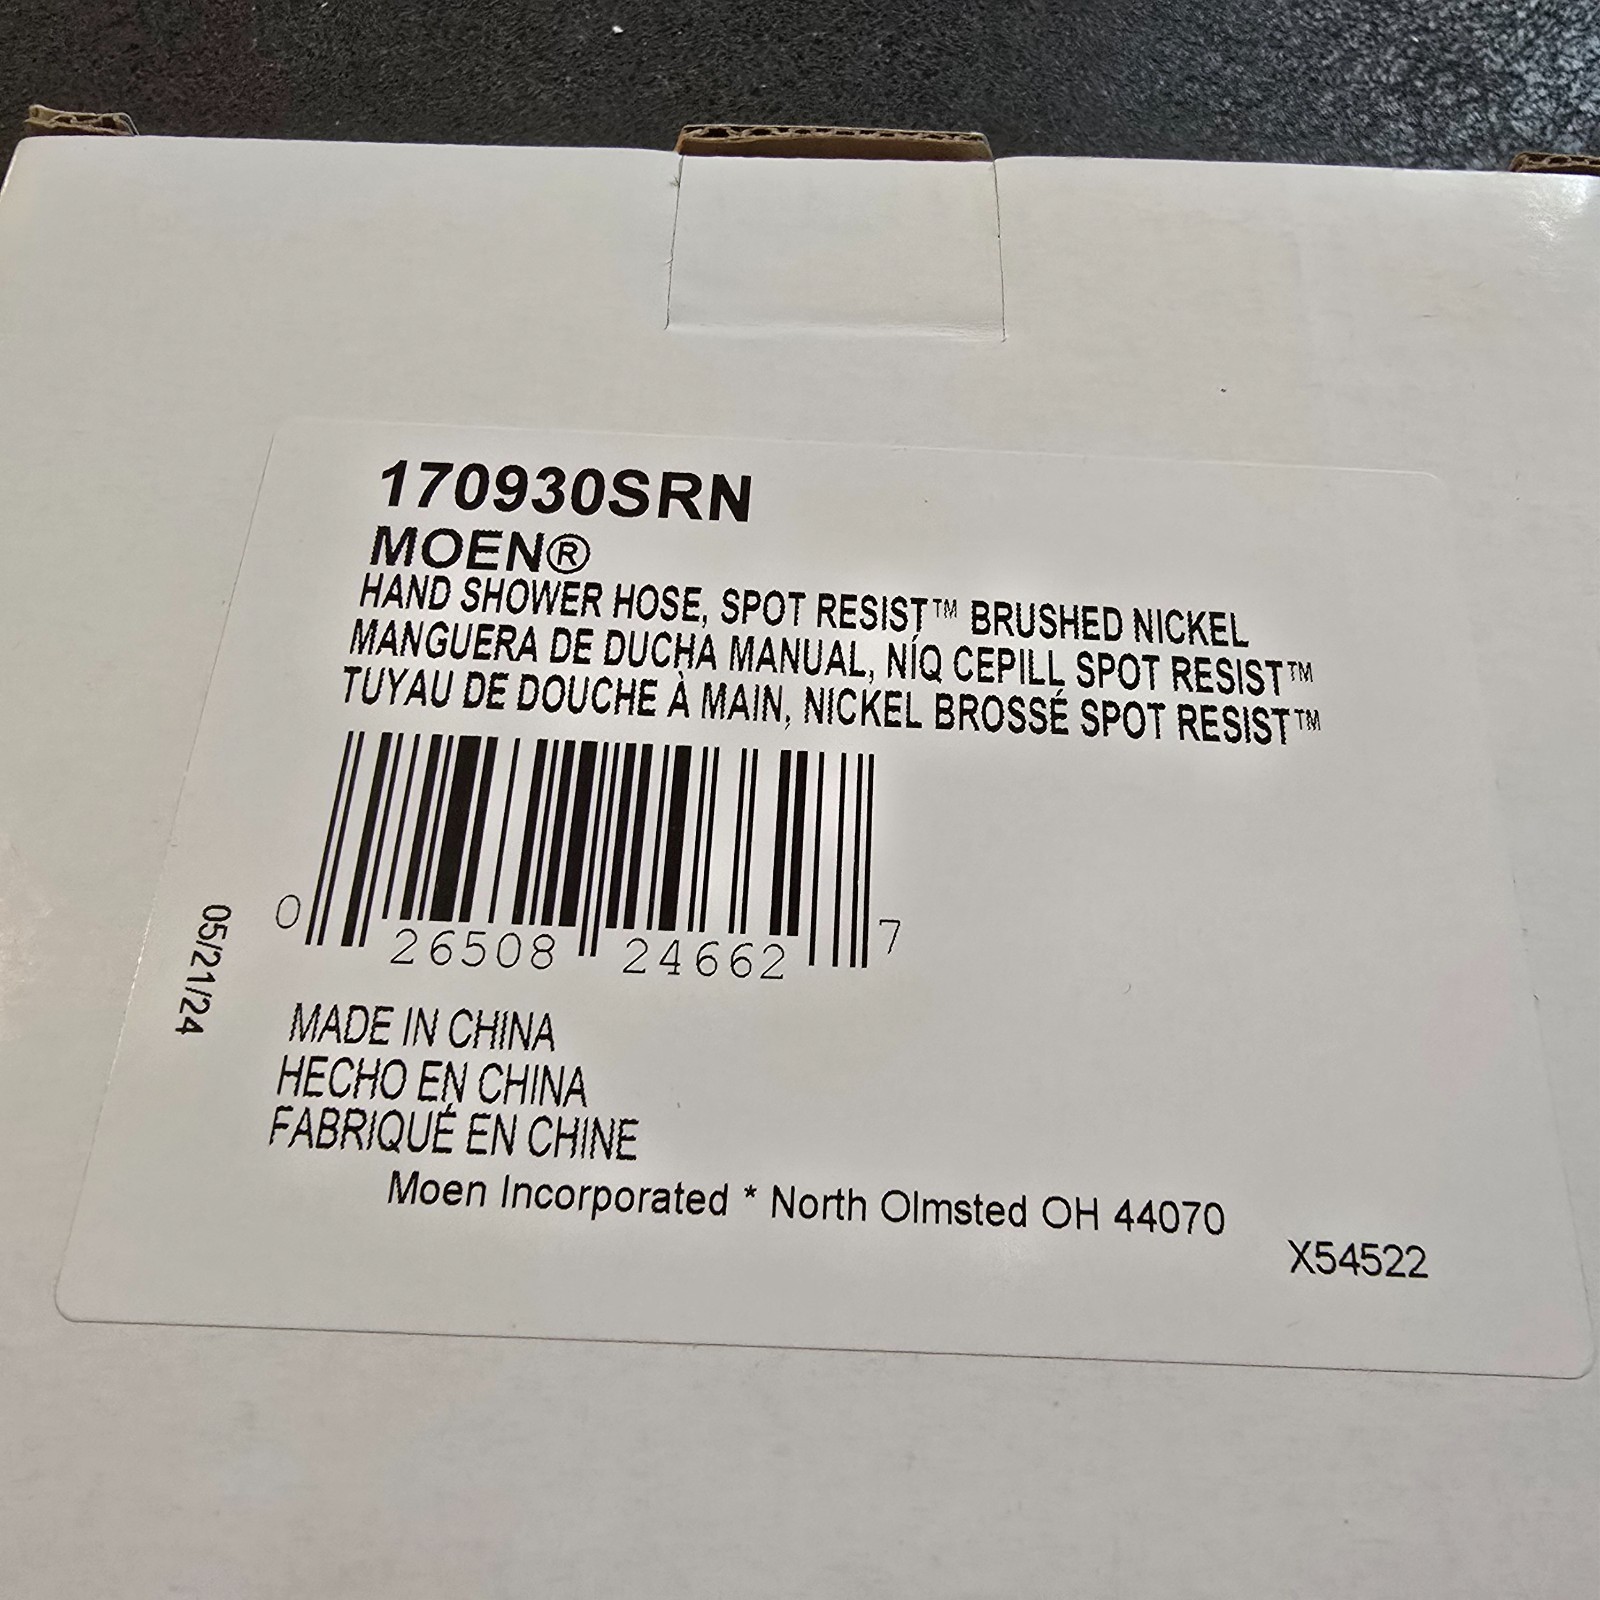 170930SRN
MOEN®
HAND SHOWER HOSE, SPOT RESIST™ BRUSHED NICKEL
MANGUERA DE DUCHA MANUAL, NÍQ CEPILL SPOT RESIST™
TUYAU DE DOUCHE À MAIN, NICKEL BROSSÉ SPOT RESIST™
0 26508 24662 7
05/21/24
MADE IN CHINA
HECHO EN CHINA
FABRIQUÉ EN CHINE
Moen Incorporated * North Olmsted OH 44070
X54522